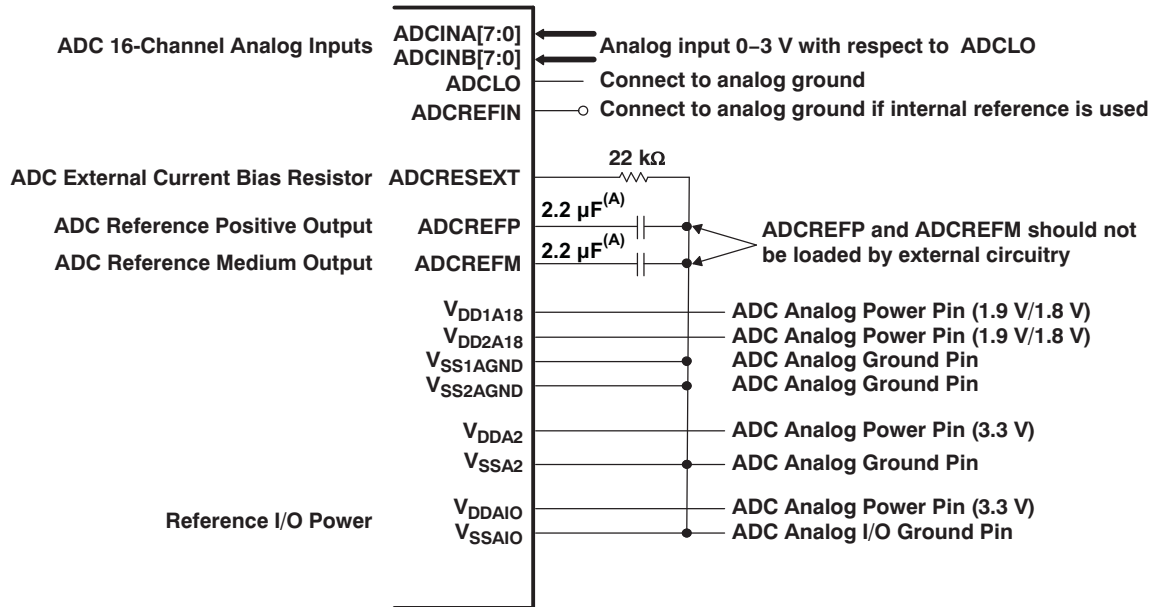 ADC 16-Channel Analog Inputs
ADCINA[7:0]
ADCINB[7:0]
Analog input 0–3 V with respect to ADCLO
ADCLO
Connect to analog ground
ADCREFIN
Connect to analog ground if internal reference is used
22 kΩ
ADC External Current Bias Resistor ADCRESEXT
ADC Reference Positive Output ADCREFP
2.2 µF(A)
ADC Reference Medium Output ADCREFM
2.2 µF(A)
ADCREFP and ADCREFM should not
be loaded by external circuitry
VDD1A18 ADC Analog Power Pin (1.9 V/1.8 V)
VDD2A18 ADC Analog Power Pin (1.9 V/1.8 V)
VSS1AGND ADC Analog Ground Pin
VSS2AGND ADC Analog Ground Pin
VDDA2 ADC Analog Power Pin (3.3 V)
VSSA2 ADC Analog Ground Pin
Reference I/O Power
VDDAIO ADC Analog Power Pin (3.3 V)
VSSAIO ADC Analog I/O Ground Pin